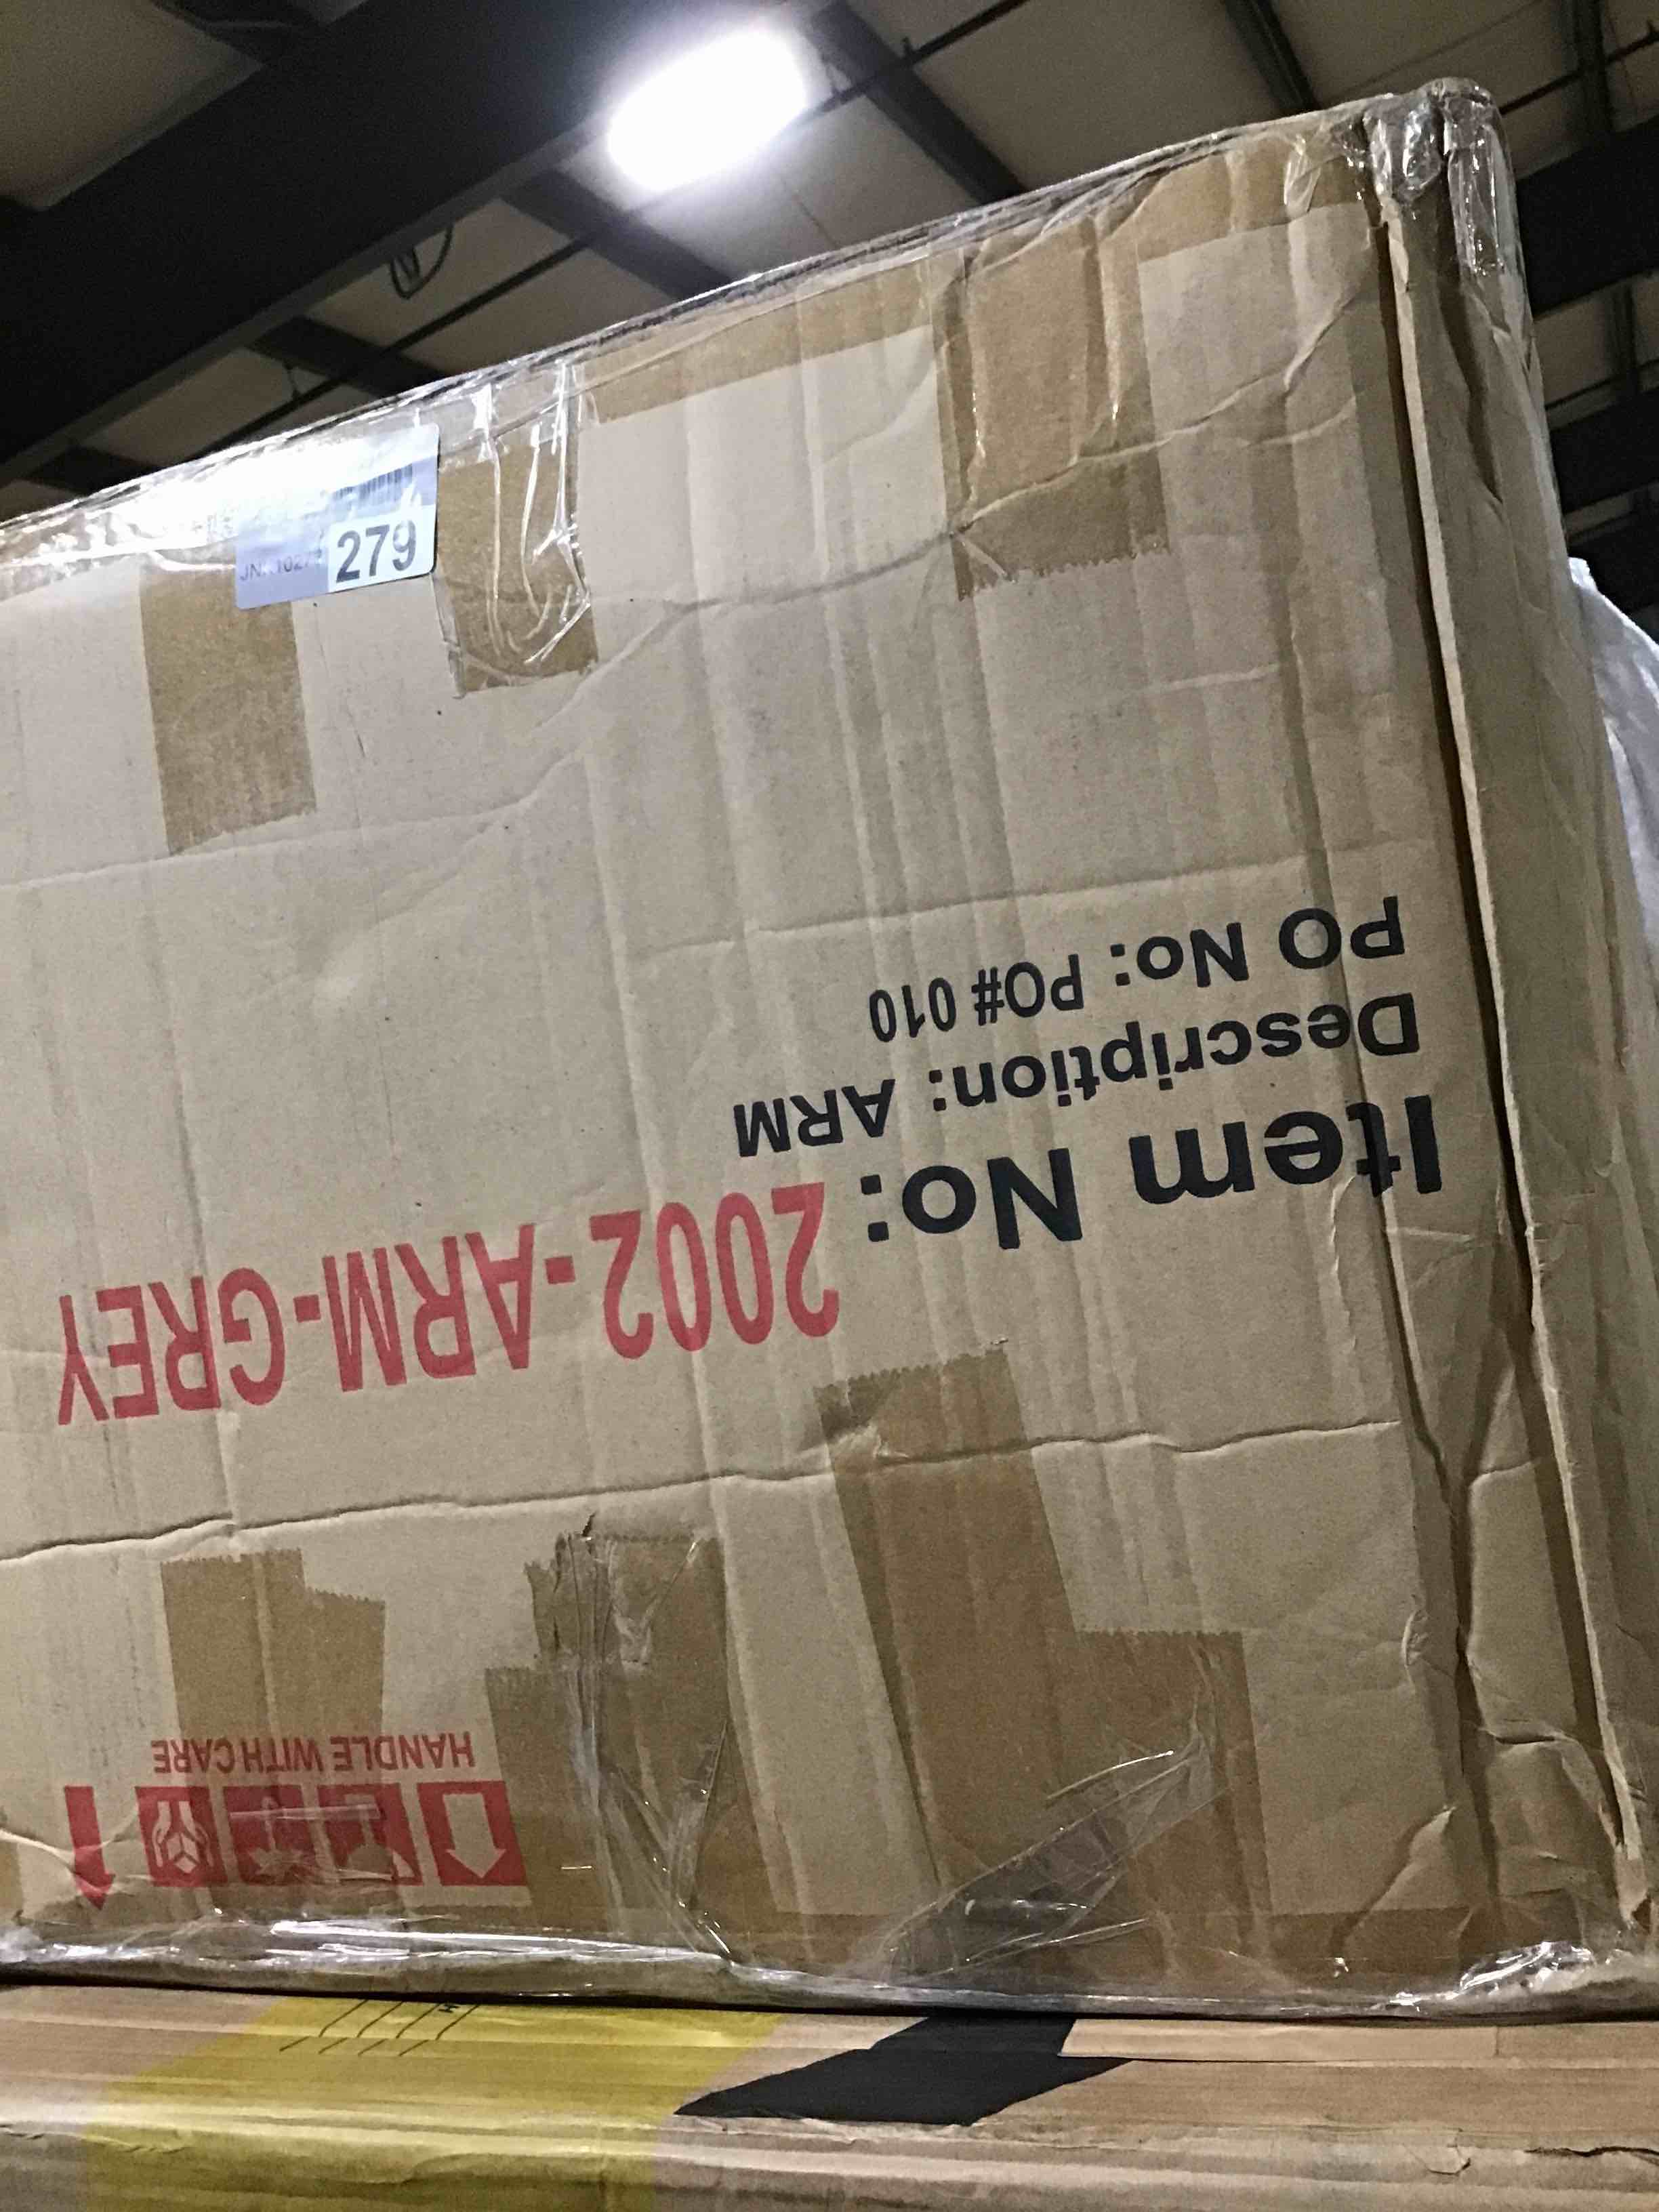 279
Item No: 2002-ARM-GREY
Description: ARM
PO No: PO# 010
HANDLE WITH CARE